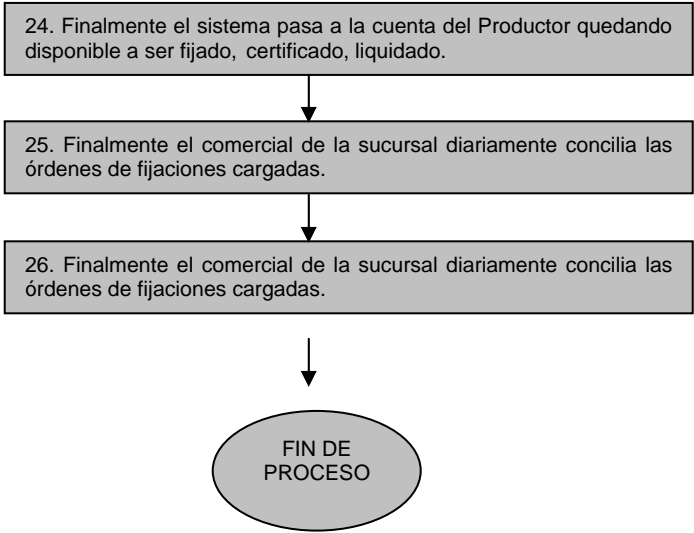 24. Finalmente el sistema pasa a la cuenta del Productor quedando
disponible a ser fijado, certificado, liquidado.
25. Finalmente el comercial de la sucursal diariamente concilia las
órdenes de fijaciones cargadas.
26. Finalmente el comercial de la sucursal diariamente concilia las
órdenes de fijaciones cargadas.
FIN DE
PROCESO